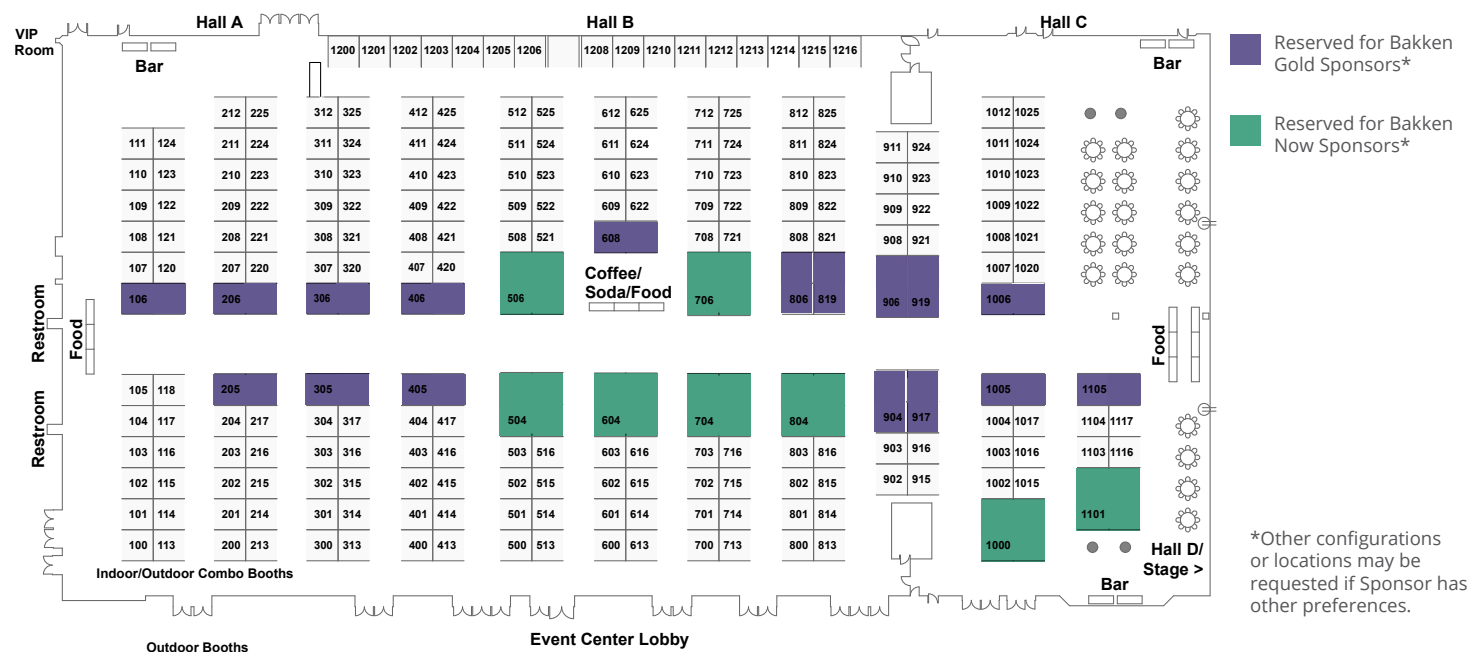 Hall A
Hall B
Hall C
VIP
Room
Bar
Bar
1200 1201 1202 1203 1204 1205 1206 1208 1209 1210 1211 1212 1213 1214 1215 1216
Reserved for Bakken
Gold Sponsors*
Reserved for Bakken
Now Sponsors*
212 225 312 325 412 425 512 525 612 625 712 725 812 825 1012 1025
111 124 211 224 311 324 411 424 511 524 611 624 711 724 811 824 911 924 1011 1024
110 123 210 223 310 323 410 423 510 523 610 623 710 723 810 823 910 923 1010 1023
109 122 209 222 309 322 409 422 509 522 609 622 709 722 809 822 909 922 1009 1022
108 121 208 221 308 321 408 421 508 521 608 708 721 808 821 908 921 1008 1021
107 120 207 220 307 320 407 420 1007 1020
Coffee/
Soda/Food
106 206 306 406 506 706 806 819 906 919 1006
Restroom
Food
Food
Restroom
105 118 205 305 405 1005 1105
104 117 204 217 304 317 404 417 504 604 704 804 904 917 1004 1017 1104 1117
103 116 203 216 303 316 403 416 503 516 603 616 703 716 803 816 903 916 1003 1016 1103 1116
102 115 202 215 302 315 402 415 502 515 602 615 702 715 802 815 902 915 1002 1015
101 114 201 214 301 314 401 414 501 514 601 614 701 714 801 814 1101
100 113 200 213 300 313 400 413 500 513 600 613 700 713 800 813 1000
Hall D/
Stage >
Indoor/Outdoor Combo Booths
Bar
*Other configurations
or locations may be
requested if Sponsor has
other preferences.
Event Center Lobby
Outdoor Booths